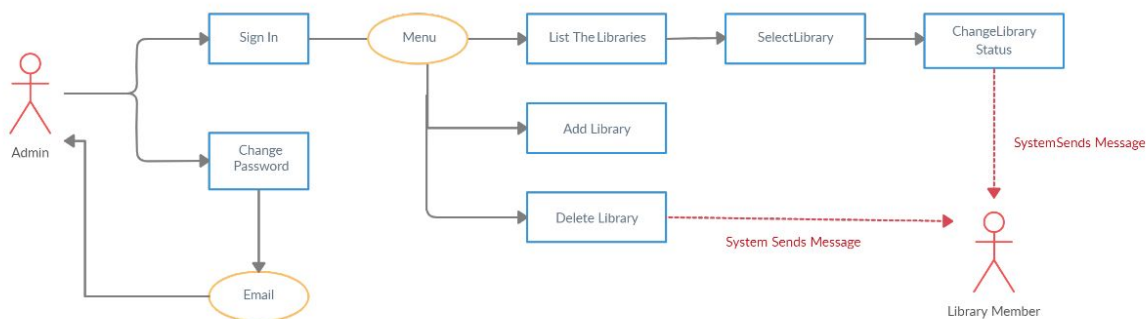 Sign In
Menu
List The Libraries
SelectLibrary
ChangeLibrary
Status
Admin
Change
Password
Add Library
SystemSends Message
Delete Library
System Sends Message
Email
Library Member